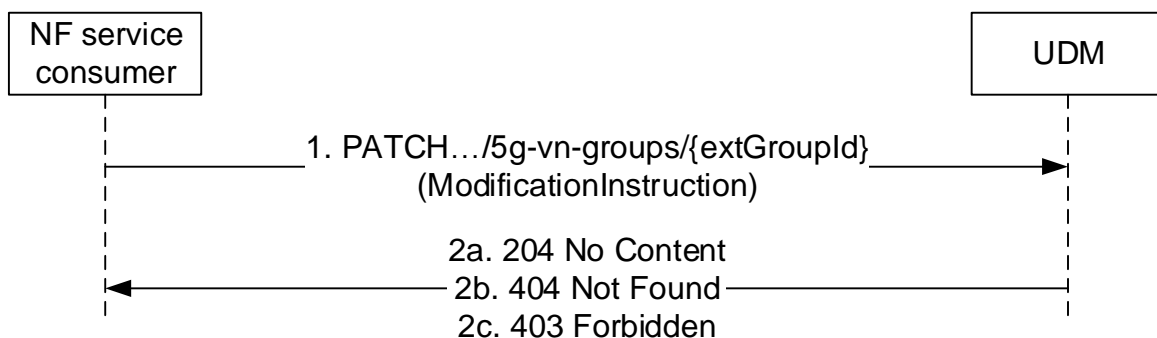 NF service
consumer
UDM
1. PATCH…/5g-vn-groups/{extGroupId}
(ModificationInstruction)
2a. 204 No Content
2b. 404 Not Found
2c. 403 Forbidden